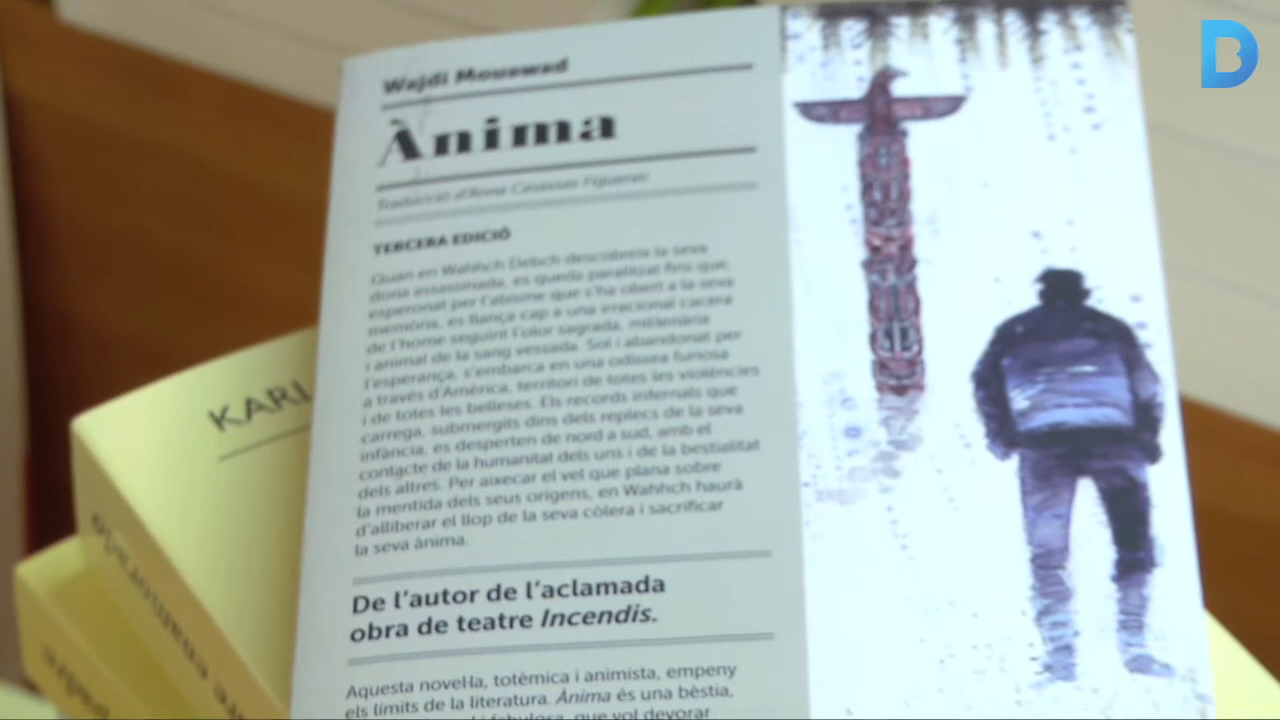 Wajdi Mouawad
Ànima
Traducció d'Anna Casassas Figueras
TERCERA EDICIÓ
Quan en Wahhch Debch descobreix la seva
dona assassinada, es queda paralitzat fins que,
esperonat per l'abisme que s'ha obert a la seva
memòria, es llança cap a una irracional cacera
de l'home seguint l'olor sagrada, mil·lenària
i animal de la sang vessada. Sol i abandonat per
l'esperança, s'embarca en una odissea furiosa
a través d'Amèrica, territori de totes les violències
i de totes les belleses. Els records infernals que
carrega, submergits dins dels replecs de la seva
infància, es desperten de nord a sud, amb el
contacte de la humanitat dels uns i de la bestialitat
dels altres. Per aixecar el vel que plana sobre
la mentida dels seus orígens, en Wahhch haurà
d'alliberar el llop de la seva còlera i sacrificar
la seva ànima.
De l'autor de l'aclamada
obra de teatre Incendis.
Aquesta novel·la, totèmica i animista, empeny
els límits de la literatura. Ànima és una bèstia,
que vol devorar
KARL